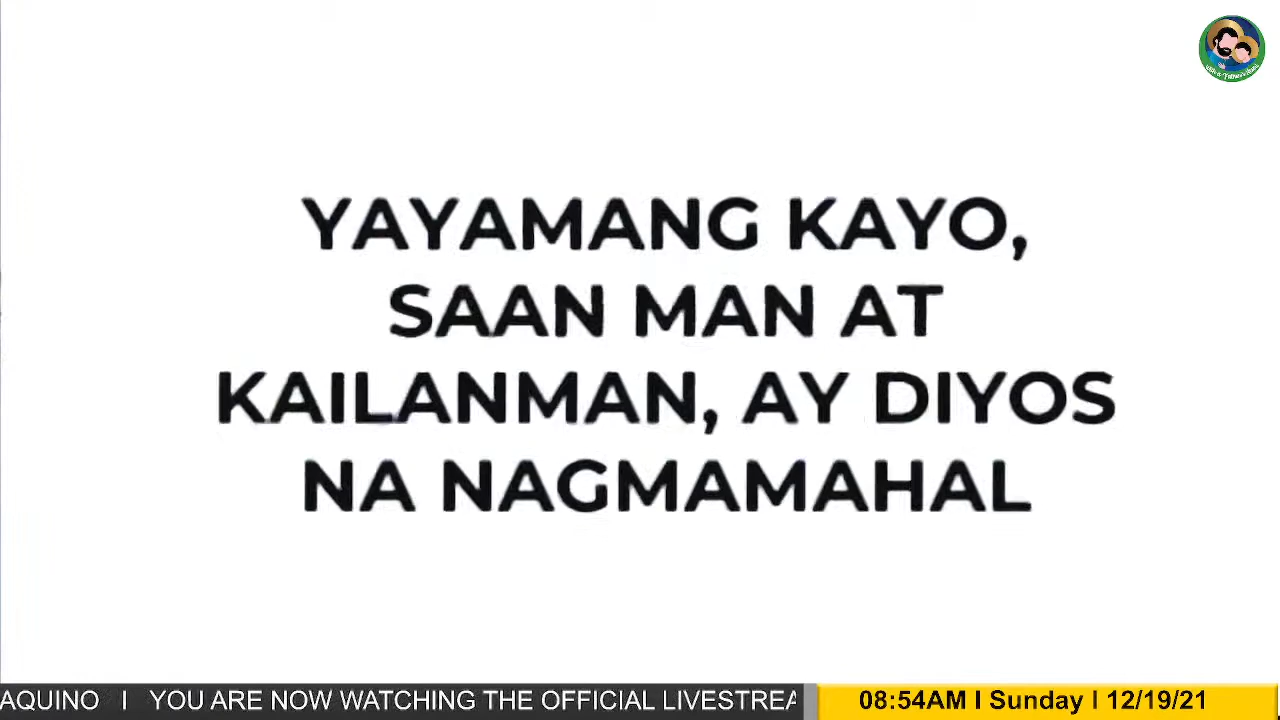 YAYAMANG KAYO,
SAAN MAN AT
KAILANMAN, AY DIYOS
NA NAGMAMAHAL
AQUINO I YOU ARE NOW WATCHING THE OFFICIAL
08:54AM I Sunday I 12/19/21